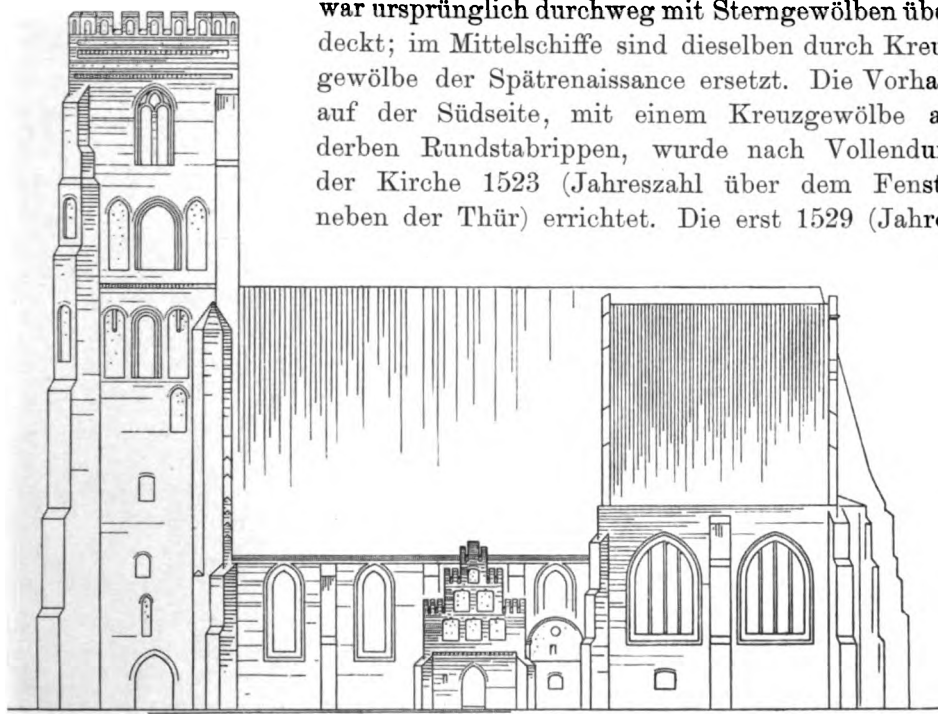 war ursprünglich durchweg mit Sterngewölben übe
deckt; im Mittelschiffe sind dieselben durch Kreu
gewölbe der Spätrenaissance ersetzt. Die Vorha
auf der Südseite, mit einem Kreuzgewölbe a
derben Rundstabrippen, wurde nach Vollendu
der Kirche 1523 (Jahreszahl über dem Fenst
neben der Thür) errichtet. Die erst 1529 (Jahre